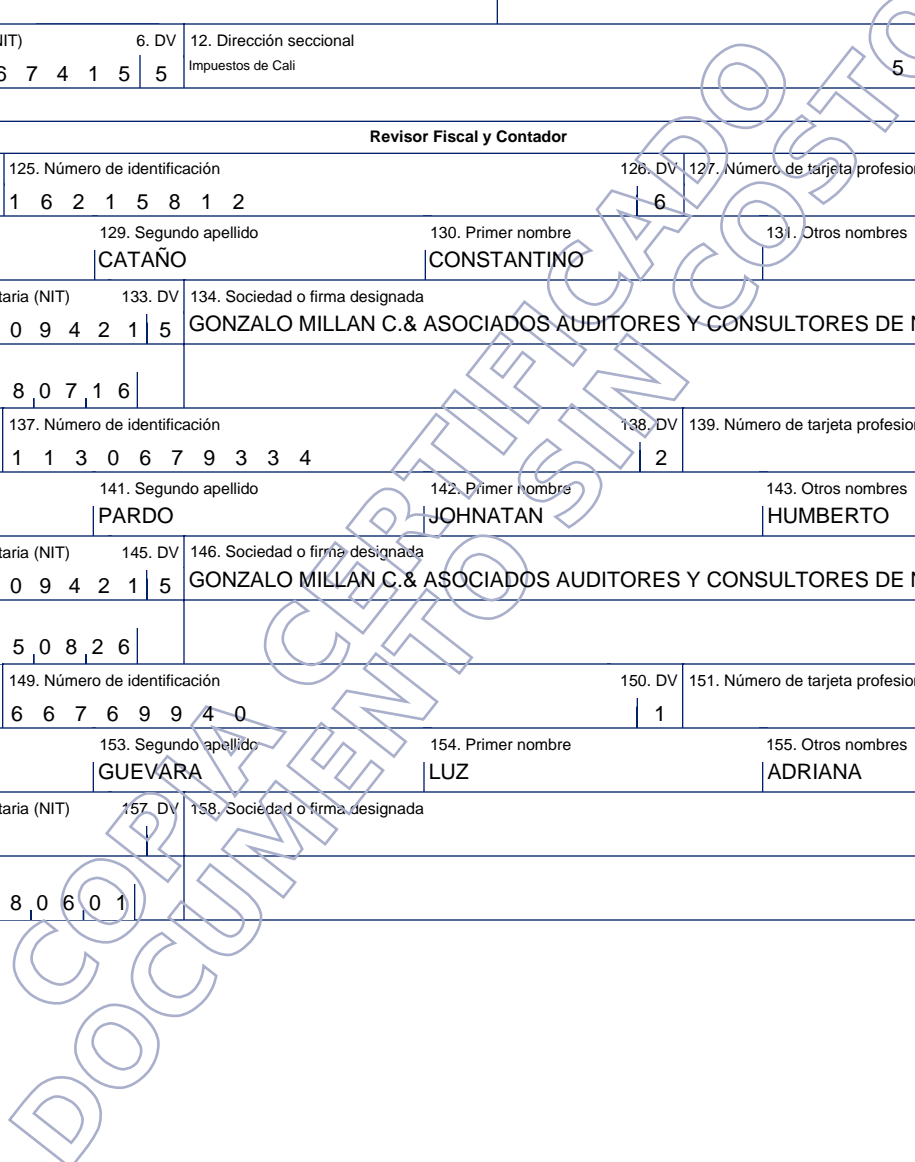 NIT) 6. DV 12. Dirección seccional
6 7 4 1 5 5 Impuestos de Cali 5
Revisor Fiscal y Contador
125. Número de identificación 126. DV 127. Número de tarjeta profesion
1 6 2 1 5 8 1 2 6
129. Segundo apellido 130. Primer nombre 131. Otros nombres
CATAÑO CONSTANTINO
taria (NIT) 133. DV 134. Sociedad o firma designada
0 9 4 2 1 5 GONZALO MILLAN C.& ASOCIADOS AUDITORES Y CONSULTORES DE N
8 0 7 1 6
137. Número de identificación 138. DV 139. Número de tarjeta profesion
1 1 3 0 6 7 9 3 3 4 2
141. Segundo apellido 142. Primer nombre 143. Otros nombres
PARDO JOHNATAN HUMBERTO
taria (NIT) 145. DV 146. Sociedad o firma designada
0 9 4 2 1 5 GONZALO MILLAN C.& ASOCIADOS AUDITORES Y CONSULTORES DE N
5 0 8 2 6
149. Número de identificación 150. DV 151. Número de tarjeta profesion
6 6 7 6 9 9 4 0 1
153. Segundo apellido 154. Primer nombre 155. Otros nombres
GUEVARA LUZ ADRIANA
taria (NIT) 157. DV 158. Sociedad o firma designada
8 0 6 0 1
COPIA CERTIFICADO
DOCUMENTO SIN COSTO